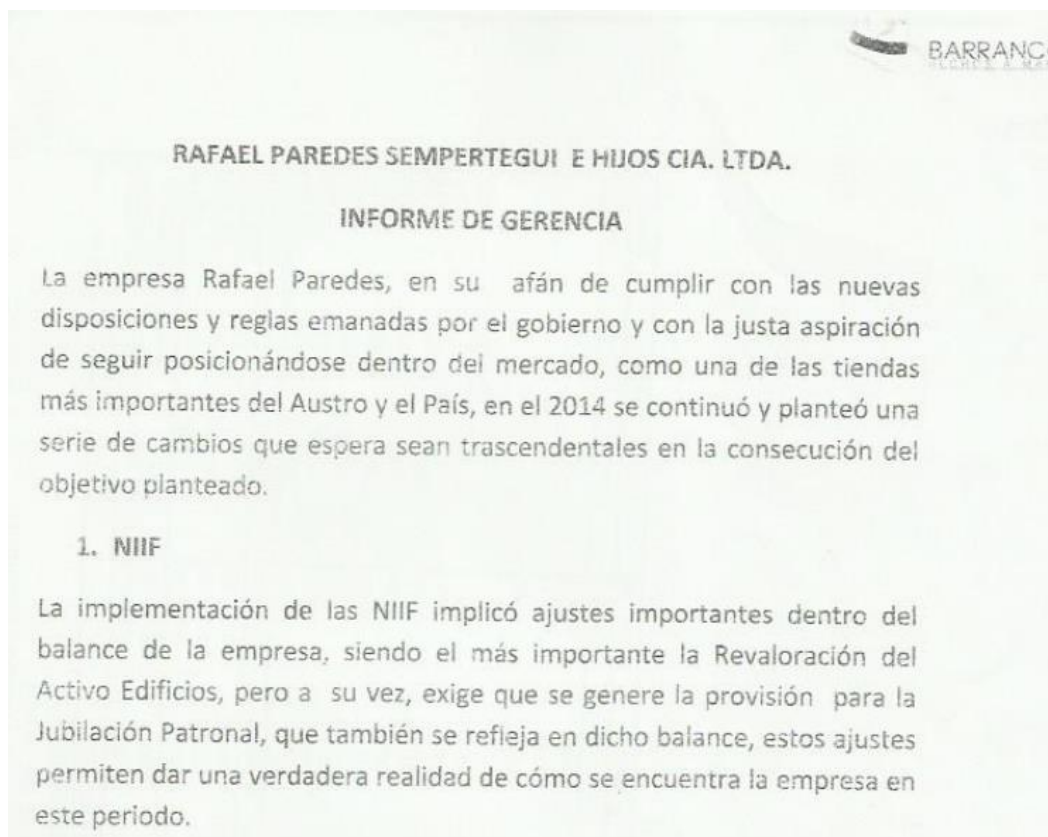 BARRANC
RAFAEL PAREDES SEMPERTEGUI E HIJOS CIA. LTDA.
INFORME DE GERENCIA
La empresa Rafael Paredes, en su afán de cumplir con las nuevas
disposiciones y reglas emanadas por el gobierno y con la justa aspiración
de seguir posicionándose dentro del mercado, como una de las tiendas
más importantes del Austro y el País, en el 2014 se continuó y planteó una
serie de cambios que espera sean trascendentales en la consecución del
objetivo planteado.
1. NIIF
La implementación de las NIIF implicó ajustes importantes dentro del
balance de la empresa, siendo el más importante la Revaloración del
Activo Edificios, pero a su vez, exige que se genere la provisión para la
Jubilación Patronal, que también se refleja en dicho balance, estos ajustes
permiten dar una verdadera realidad de cómo se encuentra la empresa en
este periodo.